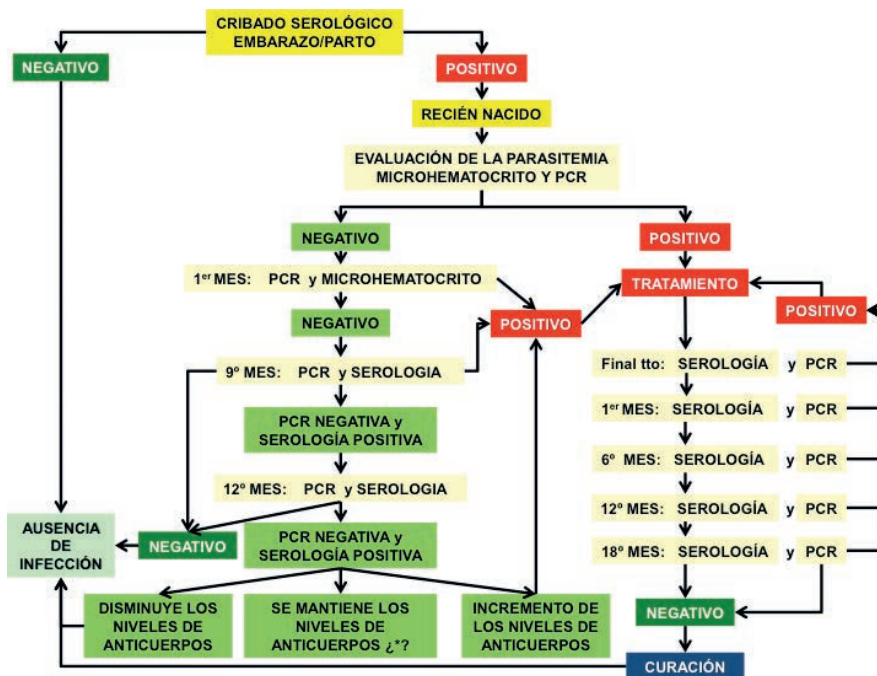 CRIBADO SEROLÓGICO
EMBARAZO/PARTO
NEGATIVO
POSITIVO
RECIÉN NACIDO
EVALUACIÓN DE LA PARASITEMIA
MICROHEMATOCRITO Y PCR
NEGATIVO
POSITIVO
1er MES: PCR y MICROHEMATOCRITO
TRATAMIENTO
NEGATIVO
POSITIVO
POSITIVO
9º MES: PCR y SEROLOGIA
Final tto: SEROLOGÍA y PCR
PCR NEGATIVA y
SEROLOGÍA POSITIVA
1er MES: SEROLOGÍA y PCR
12º MES: PCR y SEROLOGIA
6º MES: SEROLOGÍA y PCR
12º MES: SEROLOGÍA y PCR
AUSENCIA
DE
INFECCIÓN
NEGATIVO
PCR NEGATIVA y
SEROLOGÍA POSITIVA
18º MES: SEROLOGÍA y PCR
DISMINUYE LOS
NIVELES DE
ANTICUERPOS
SE MANTIENE LOS
NIVELES DE
ANTICUERPOS ¿*?
INCREMENTO DE
LOS NIVELES DE
ANTICUERPOS
NEGATIVO
CURACIÓN